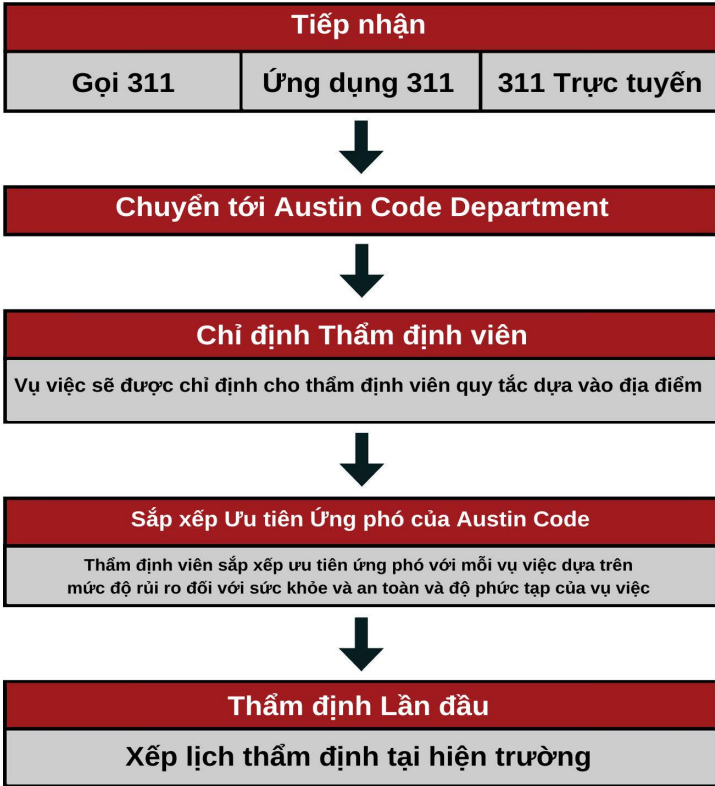 Tiếp nhận
Gọi 311 Ứng dụng 311 311 Trực tuyến
Chuyển tới Austin Code Department
Chỉ định Thẩm định viên
Vụ việc sẽ được chỉ định cho thẩm định viên quy tắc dựa vào địa điểm
Sắp xếp Ưu tiên Ứng phó của Austin Code
Thẩm định viên sắp xếp ưu tiên ứng phó với mỗi vụ việc dựa trên
mức độ rủi ro đối với sức khỏe và an toàn và độ phức tạp của vụ việc
Thẩm định Lần đầu
Xếp lịch thẩm định tại hiện trường